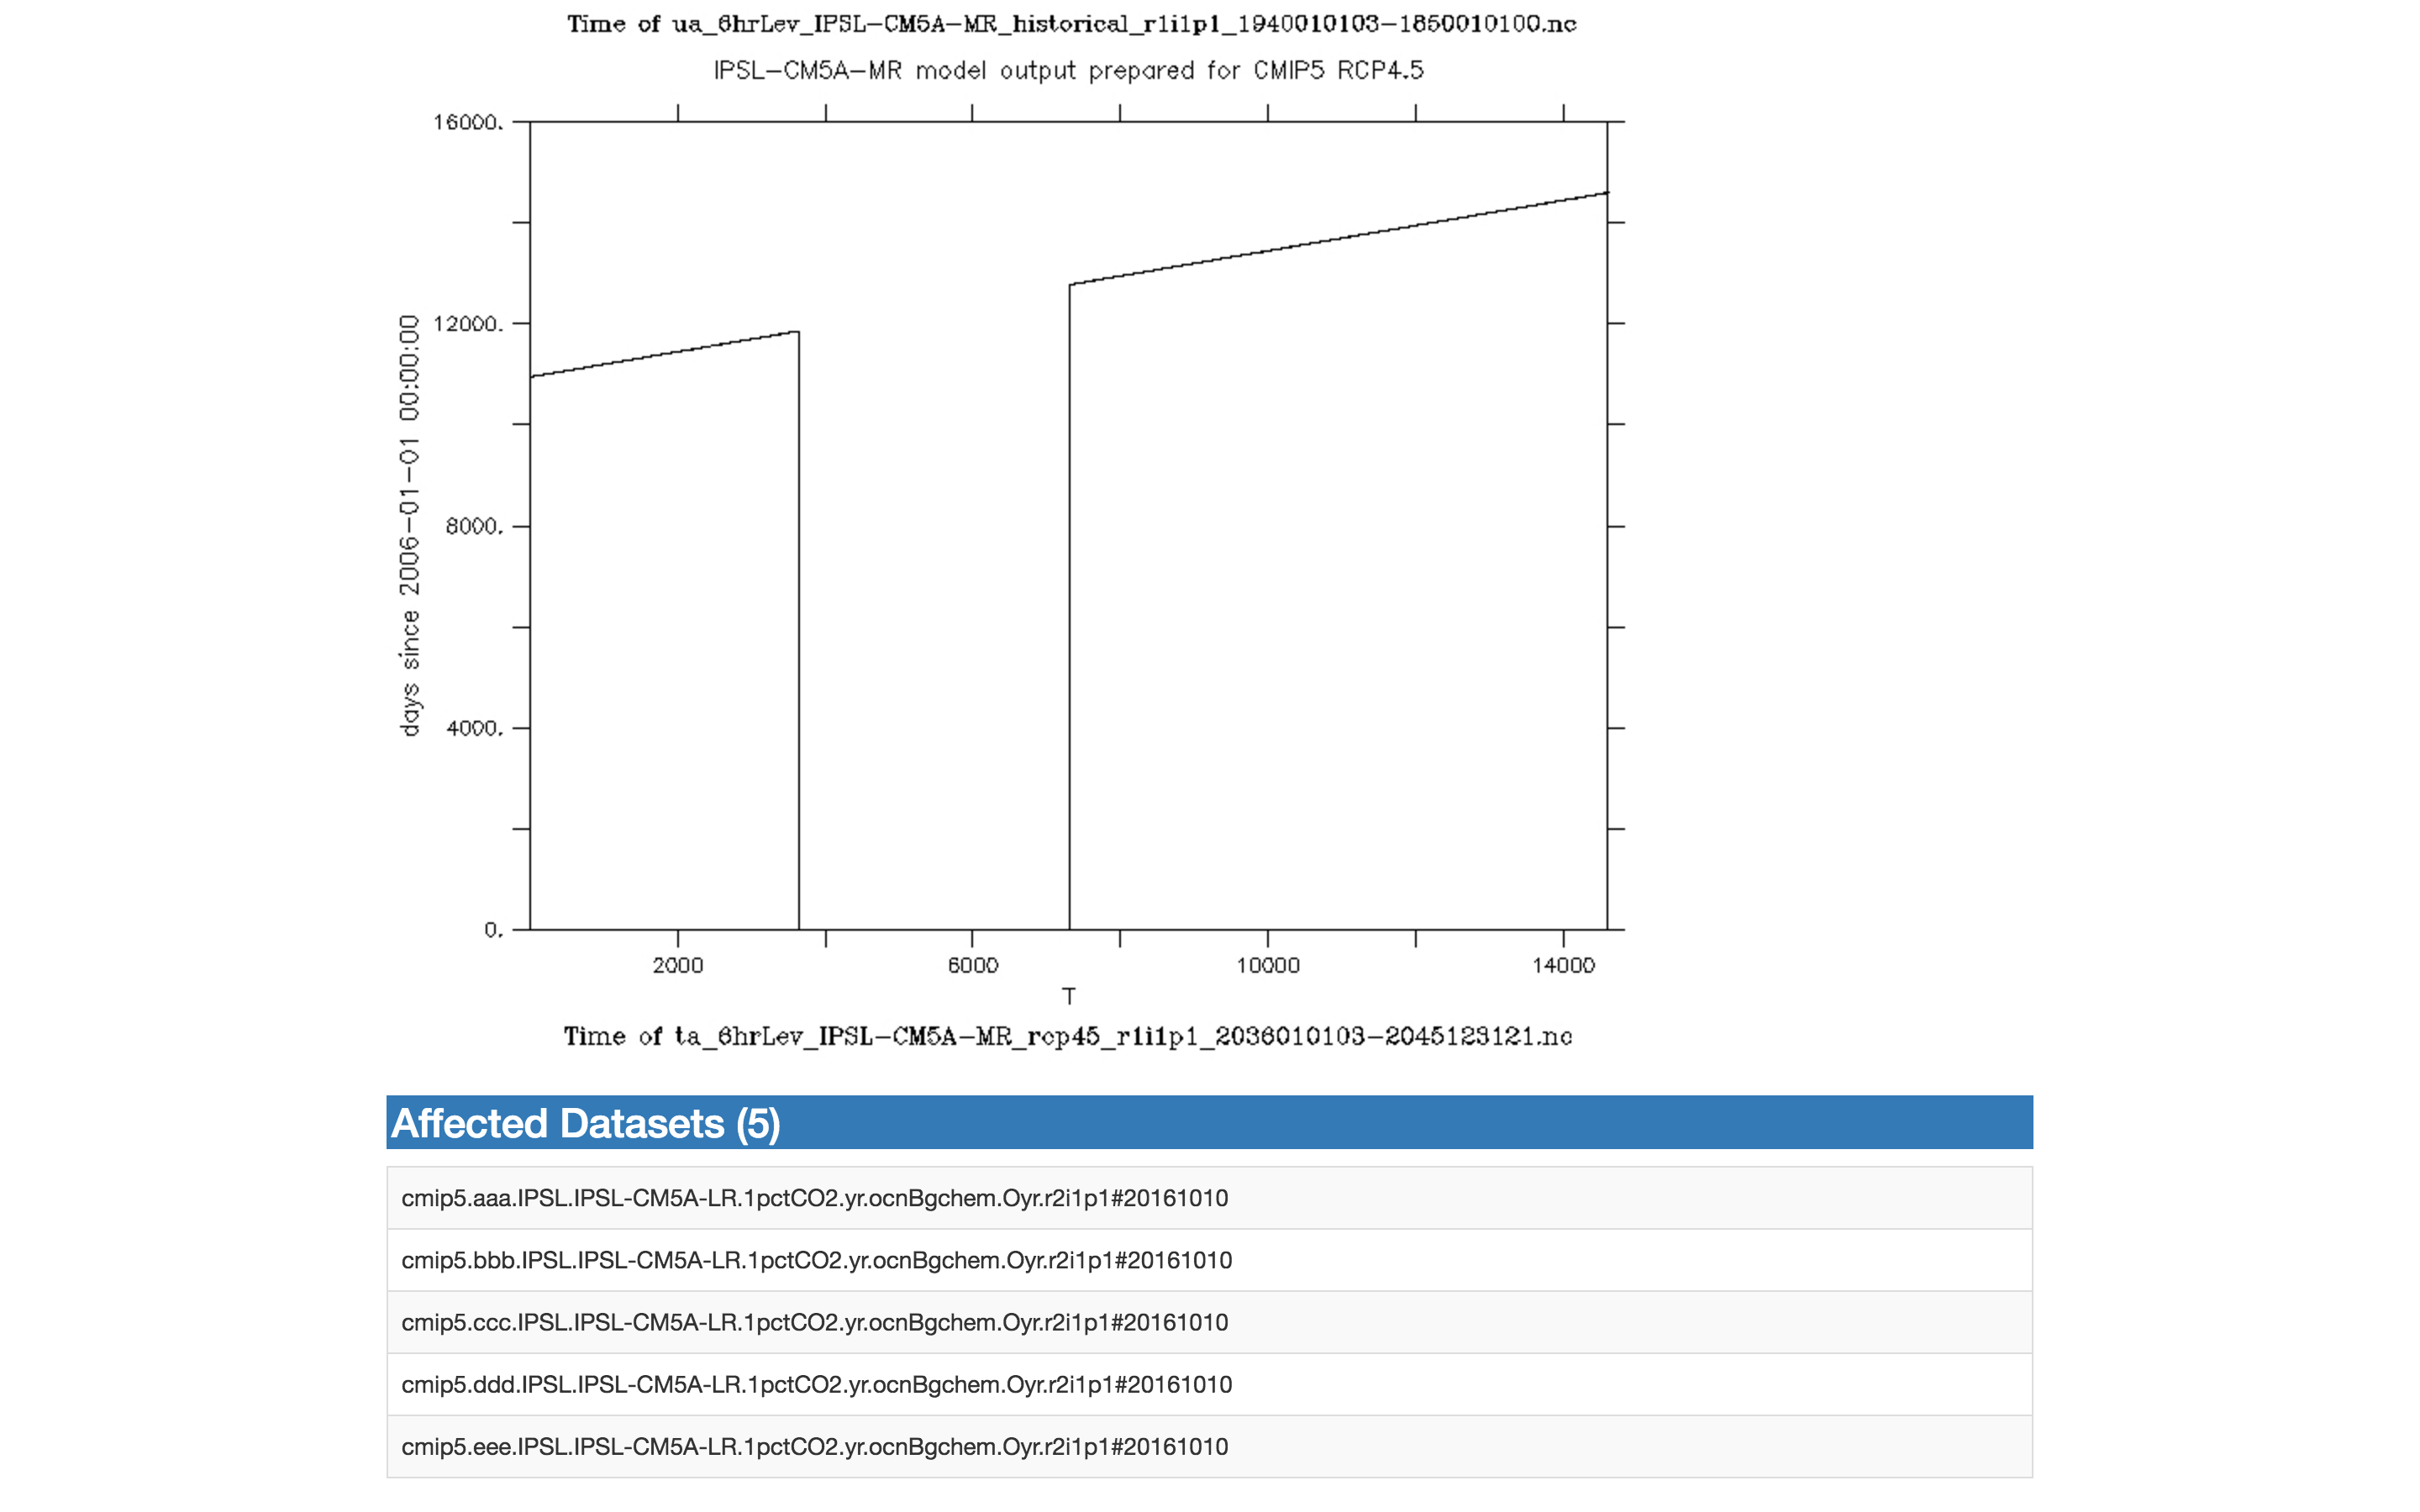 Time of ua_6hrLev_IPSL-CM5A-MR_historical_r1i1p1_1940010103-1850010100.nc
IPSL-CM5A-MR model output prepared for CMIP5 RCP4.5
16000.
12000.
8000.
4000.
0.
days since 2006-01-01 00:00:00
2000 6000 10000 14000
T
Time of ta_6hrLev_IPSL-CM5A-MR_rcp45_r1i1p1_2036010103-2045123121.nc
Affected Datasets (5)
cmip5.aaa.IPSL.IPSL-CM5A-LR.1pctCO2.yr.ocnBgchem.Oyr.r2i1p1#20161010
cmip5.bbb.IPSL.IPSL-CM5A-LR.1pctCO2.yr.ocnBgchem.Oyr.r2i1p1#20161010
cmip5.ccc.IPSL.IPSL-CM5A-LR.1pctCO2.yr.ocnBgchem.Oyr.r2i1p1#20161010
cmip5.ddd.IPSL.IPSL-CM5A-LR.1pctCO2.yr.ocnBgchem.Oyr.r2i1p1#20161010
cmip5.eee.IPSL.IPSL-CM5A-LR.1pctCO2.yr.ocnBgchem.Oyr.r2i1p1#20161010